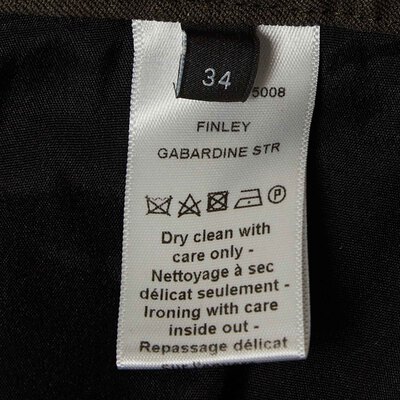 34
5008
FINLEY
GABARDINE STR
P
Dry clean with
care only -
Nettoyage à sec
délicat seulement -
Ironing with care
inside out -
Repassage délicat